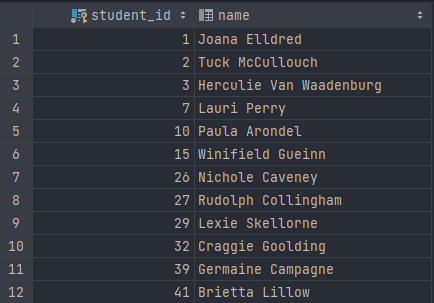 student_id name
1 1 Joana Elldred
2 2 Tuck McCullouch
3 3 Herculie Van Waadenburg
4 7 Lauri Perry
5 10 Paula Arondel
6 15 Winifield Gueinn
7 26 Nichole Caveney
8 27 Rudolph Collingham
9 29 Lexie Skellorne
10 32 Craggie Goolding
11 39 Germaine Campagne
12 41 Brietta Lillow